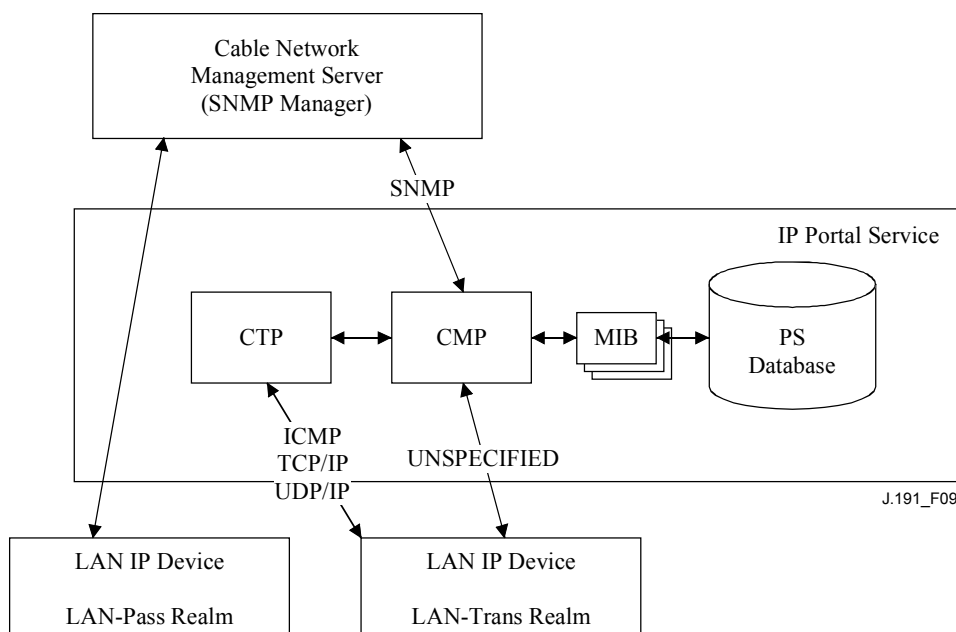 Cable Network
Management Server
(SNMP Manager)
SNMP
IP Portal Service
CTP
CMP
MIB
PS
Database
ICMP
TCP/IP
UDP/IP
UNSPECIFIED
J.191_F09
LAN IP Device
LAN-Pass Realm
LAN IP Device
LAN-Trans Realm